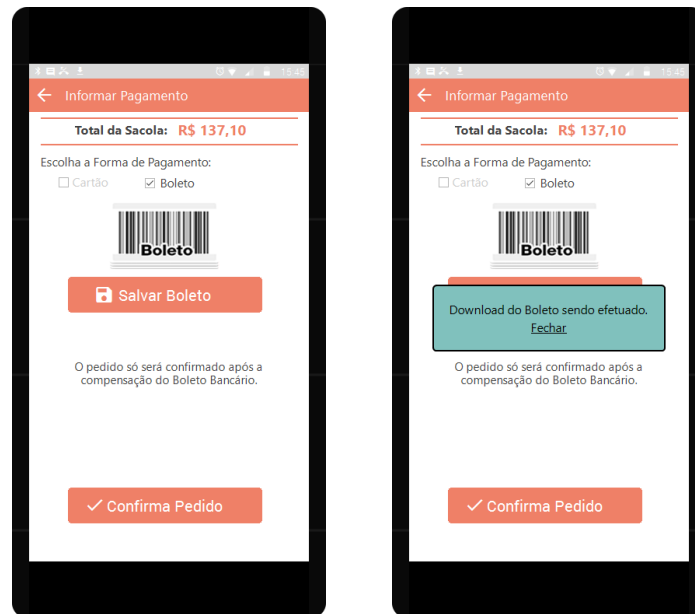 15:45
Informar Pagamento
Total da Sacola: R$ 137,10
Escolha a Forma de Pagamento:
Cartão Boleto
Boleto
Salvar Boleto
O pedido só será confirmado após a
compensação do Boleto Bancário.
Confirma Pedido
15:45
Informar Pagamento
Total da Sacola: R$ 137,10
Escolha a Forma de Pagamento:
Cartão Boleto
Boleto
Download do Boleto sendo efetuado.
Fechar
O pedido só será confirmado após a
compensação do Boleto Bancário.
Confirma Pedido